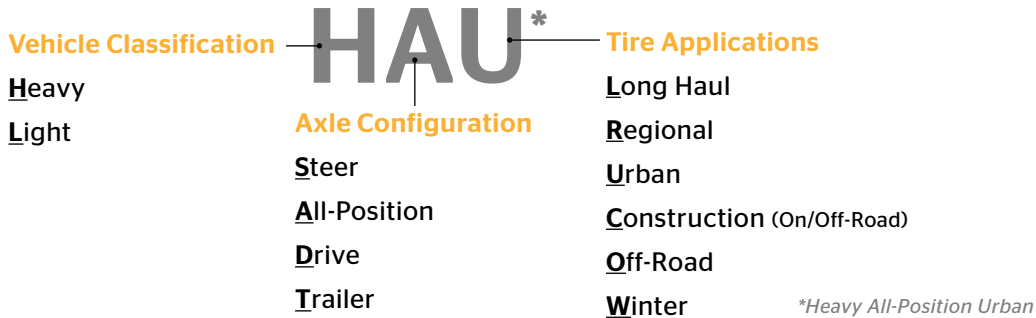 HAU*
Vehicle Classification
Heavy
Light
Axle Configuration
Steer
All-Position
Drive
Trailer
Tire Applications
Long Haul
Regional
Urban
Construction (On/Off-Road)
Off-Road
Winter
*Heavy All-Position Urban